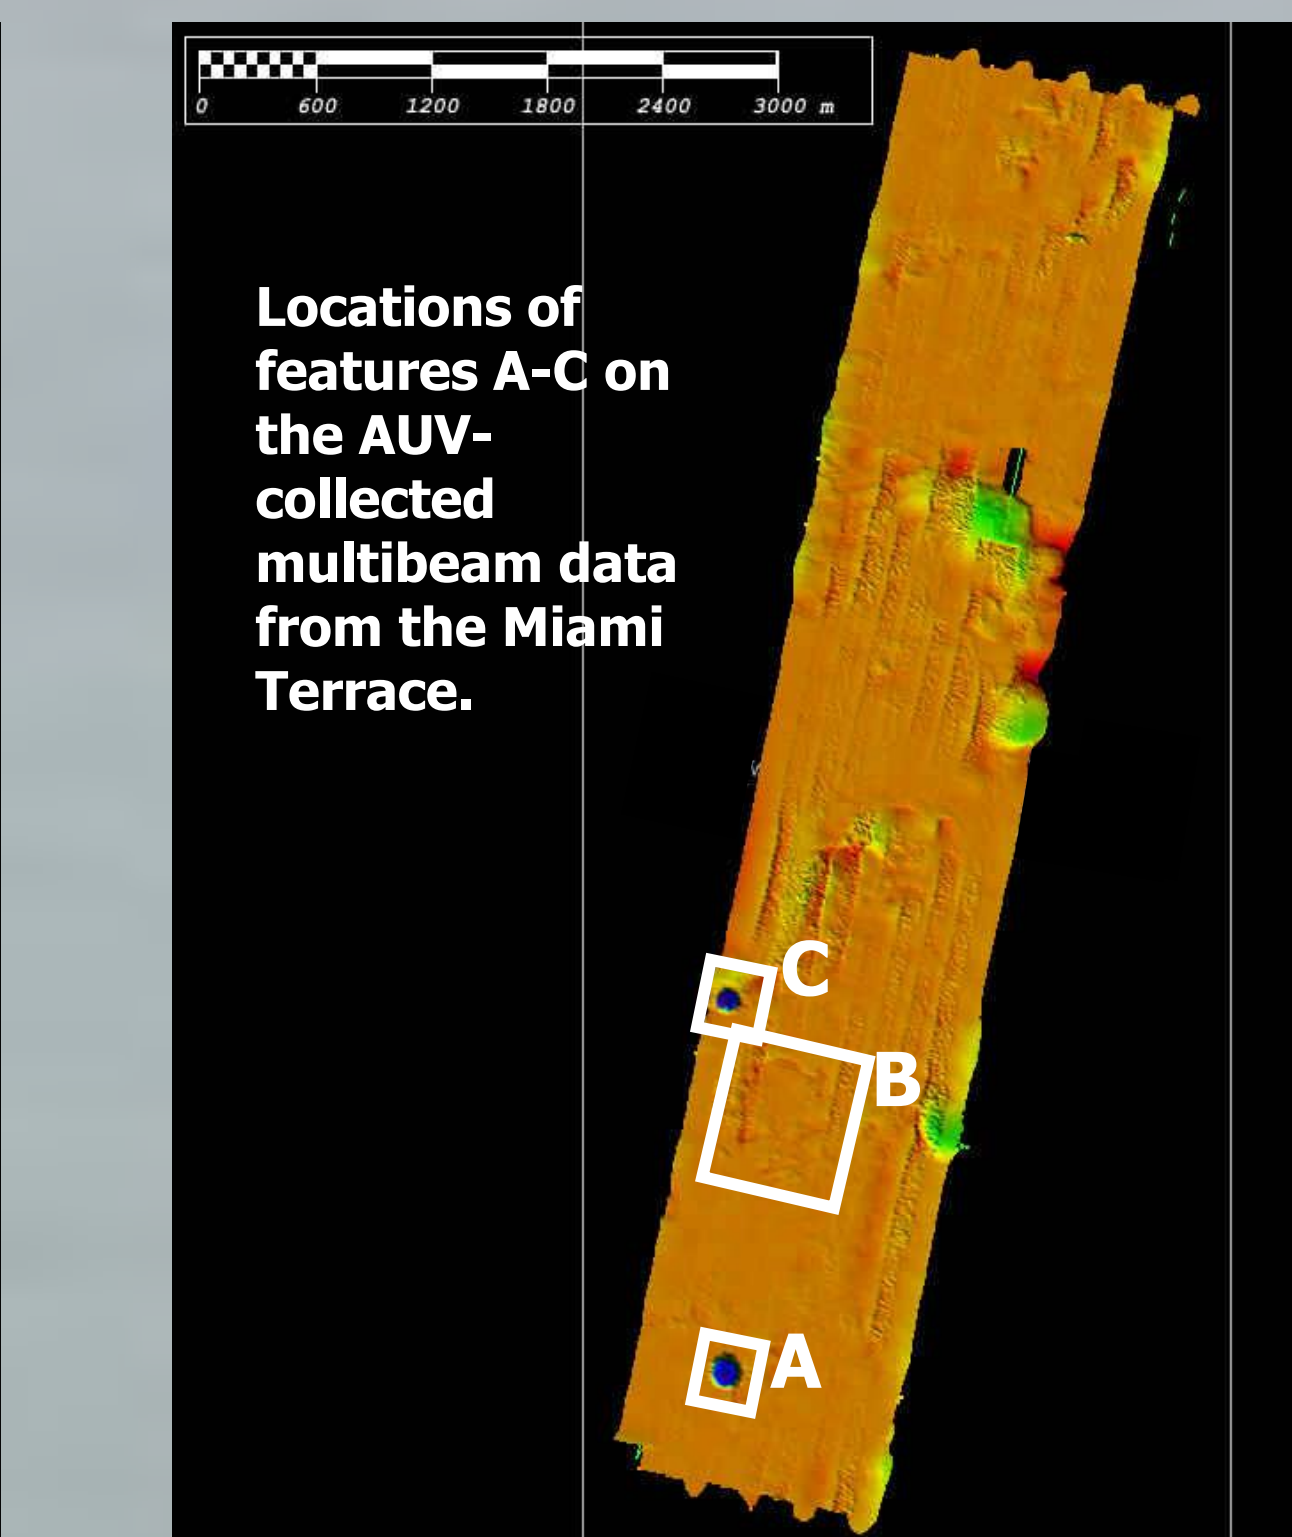 0 600 1200 1800 2400 3000 m
Locations of
features A-C on
the AUV-
collected
multibeam data
from the Miami
Terrace.
C
B
A